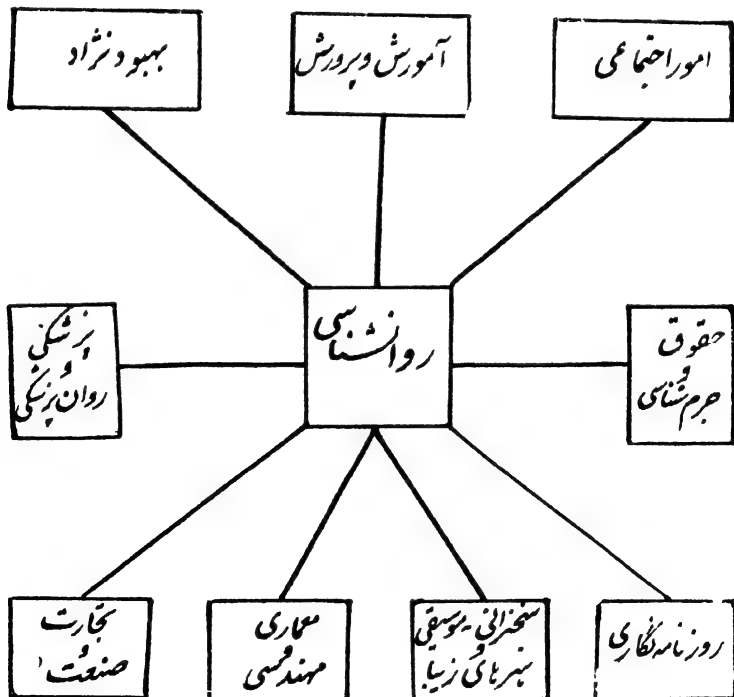 امور اجتماعی
آموزش و پرورش
بهبود نژاد
روانشناسی
حقوق
و
جرم شناسی
پزشکی
و
روان پزشکی
روزنامه نگاری
سخنرانی - موسیقی
و
هنرهای زیبا
معماری
و
مهندسی
تجارت
و
صنعت